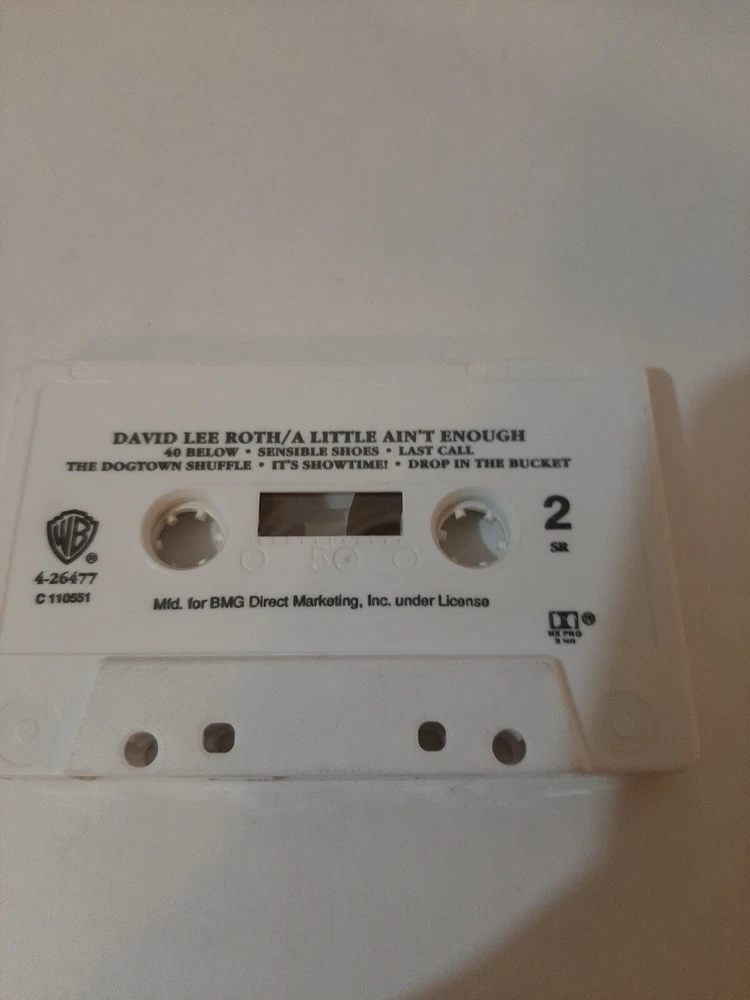 DAVID LEE ROTH/A LITTLE AIN'T ENOUGH
40 BELOW • SENSIBLE SHOES • LAST CALL
THE DOGTOWN SHUFFLE • IT'S SHOWTIME! • DROP IN THE BUCKET
WB®
4-26477
C 110551
2
SR
50
Mfd. for BMG Direct Marketing, Inc. under License
®
HX PRO